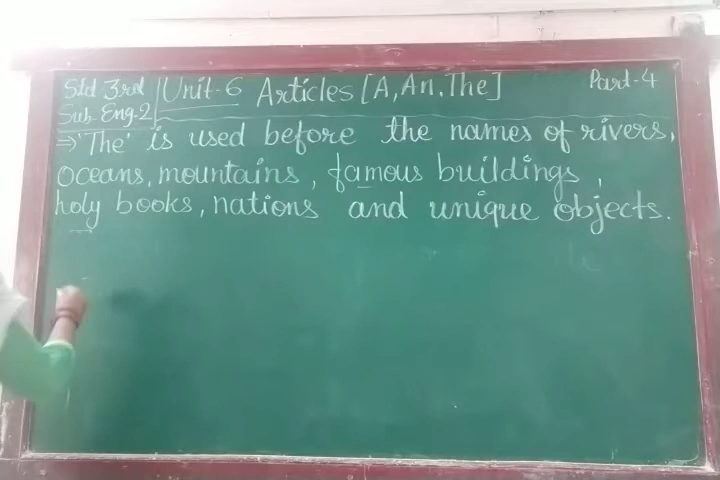 Std 3rd Unit-6 Articles [A, An, The] Part-4
Sub-Eng-2
⇒'The' is used before the names of rivers,
oceans, mountains, famous buildings,
holy books, nations and unique objects.